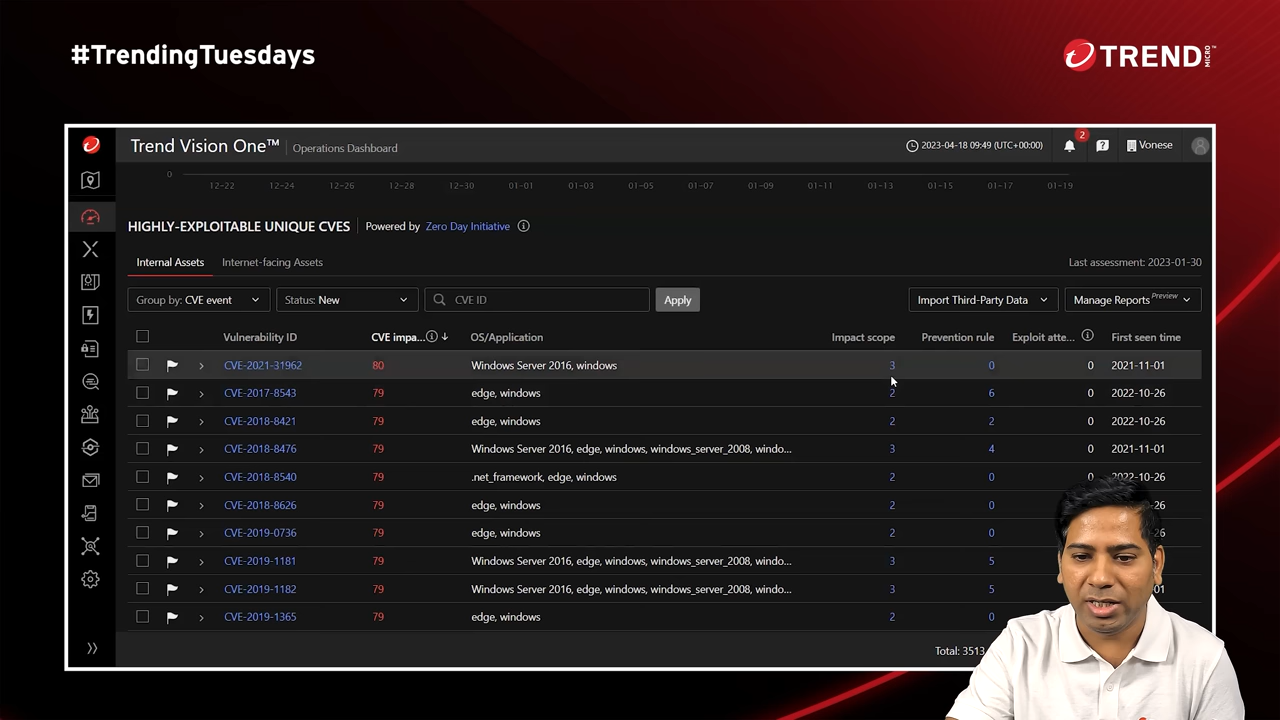 #TrendingTuesdays
TREND MICRO™
Trend Vision One™ Operations Dashboard 2023-04-18 09:49 (UTC+00:00) 2 Vonese
0 12-22 12-24 12-26 12-28 12-30 01-01 01-03 01-05 01-07 01-09 01-11 01-13 01-15 01-17 01-19
HIGHLY-EXPLOITABLE UNIQUE CVES Powered by Zero Day Initiative
Internal Assets Internet-facing Assets Last assessment: 2023-01-30
Group by: CVE event Status: New CVE ID Apply Import Third-Party Data Manage Reports Preview
Vulnerability ID CVE impa... OS/Application Impact scope Prevention rule Exploit atte... First seen time
CVE-2021-31962 80 Windows Server 2016, windows 3 0 0 2021-11-01
CVE-2017-8543 79 edge, windows 2 6 0 2022-10-26
CVE-2018-8421 79 edge, windows 2 2 0 2022-10-26
CVE-2018-8476 79 Windows Server 2016, edge, windows, windows_server_2008, windo... 3 4 0 2021-11-01
CVE-2018-8540 79 .net_framework, edge, windows 2 0 0 2022-10-26
CVE-2018-8626 79 edge, windows 2 0 -26
CVE-2019-0736 79 edge, windows 2 0 26
CVE-2019-1181 79 Windows Server 2016, edge, windows, windows_server_2008, windo... 3 5
CVE-2019-1182 79 Windows Server 2016, edge, windows, windows_server_2008, windo... 3 5 01
CVE-2019-1365 79 edge, windows 2 0
Total: 3513